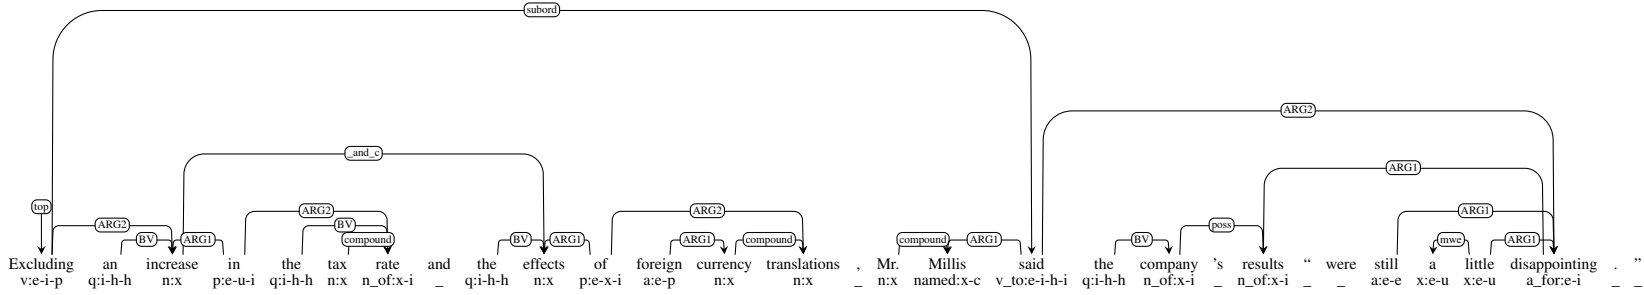 subord
ARG2
_and_c
ARG1
top
ARG2 ARG2 BV ARG2 poss ARG1
BV ARG1 compound BV ARG1 ARG1 compound compound ARG1 BV mwe ARG1
Excluding an increase in the tax rate and the effects of foreign currency translations , Mr. Millis said the company 's results “ were still a little disappointing . ”
v:e-i-p q:i-h-h n:x p:e-u-i q:i-h-h n:x n_of:x-i _ q:i-h-h n:x p:e-x-i a:e-p n:x n:x _ n:x named:x-c v_to:e-i-h-i q:i-h-h n_of:x-i _ n_of:x-i _ _ a:e-e x:e-u x:e-u a_for:e-i _ _